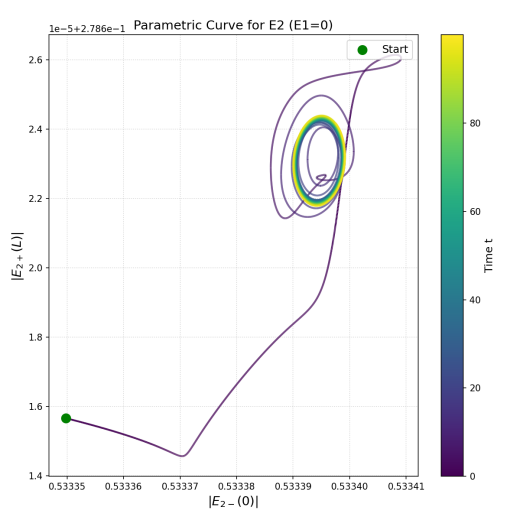 Parametric Curve for E2 (E1=0)
1e−5+2.786e−1
Start
2.6
2.4
2.2
2.0
1.8
1.6
1.4
|E₂₊(L)|
0.53335 0.53336 0.53337 0.53338 0.53339 0.53340 0.53341
|E₂₋(0)|
80
60
40
20
0
Time t